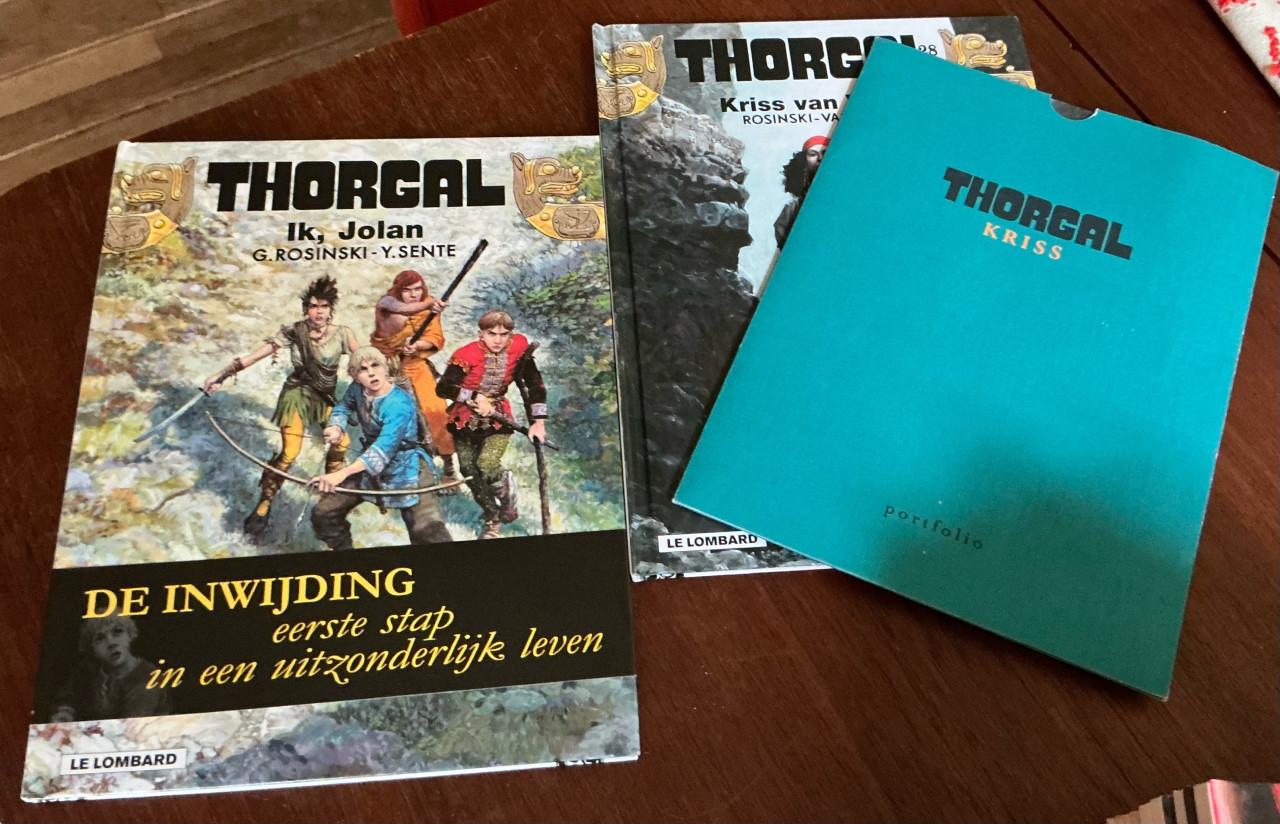 THORGAL
Ik, Jolan
G.ROSINSKI-Y.SENTE
DE INWIJDING
eerste stap
in een uitzonderlijk leven
LE LOMBARD
THORGAL
28
Kriss van
ROSINSKI-VA
LE LOMBARD
THORGAL
KRISS
portfolio